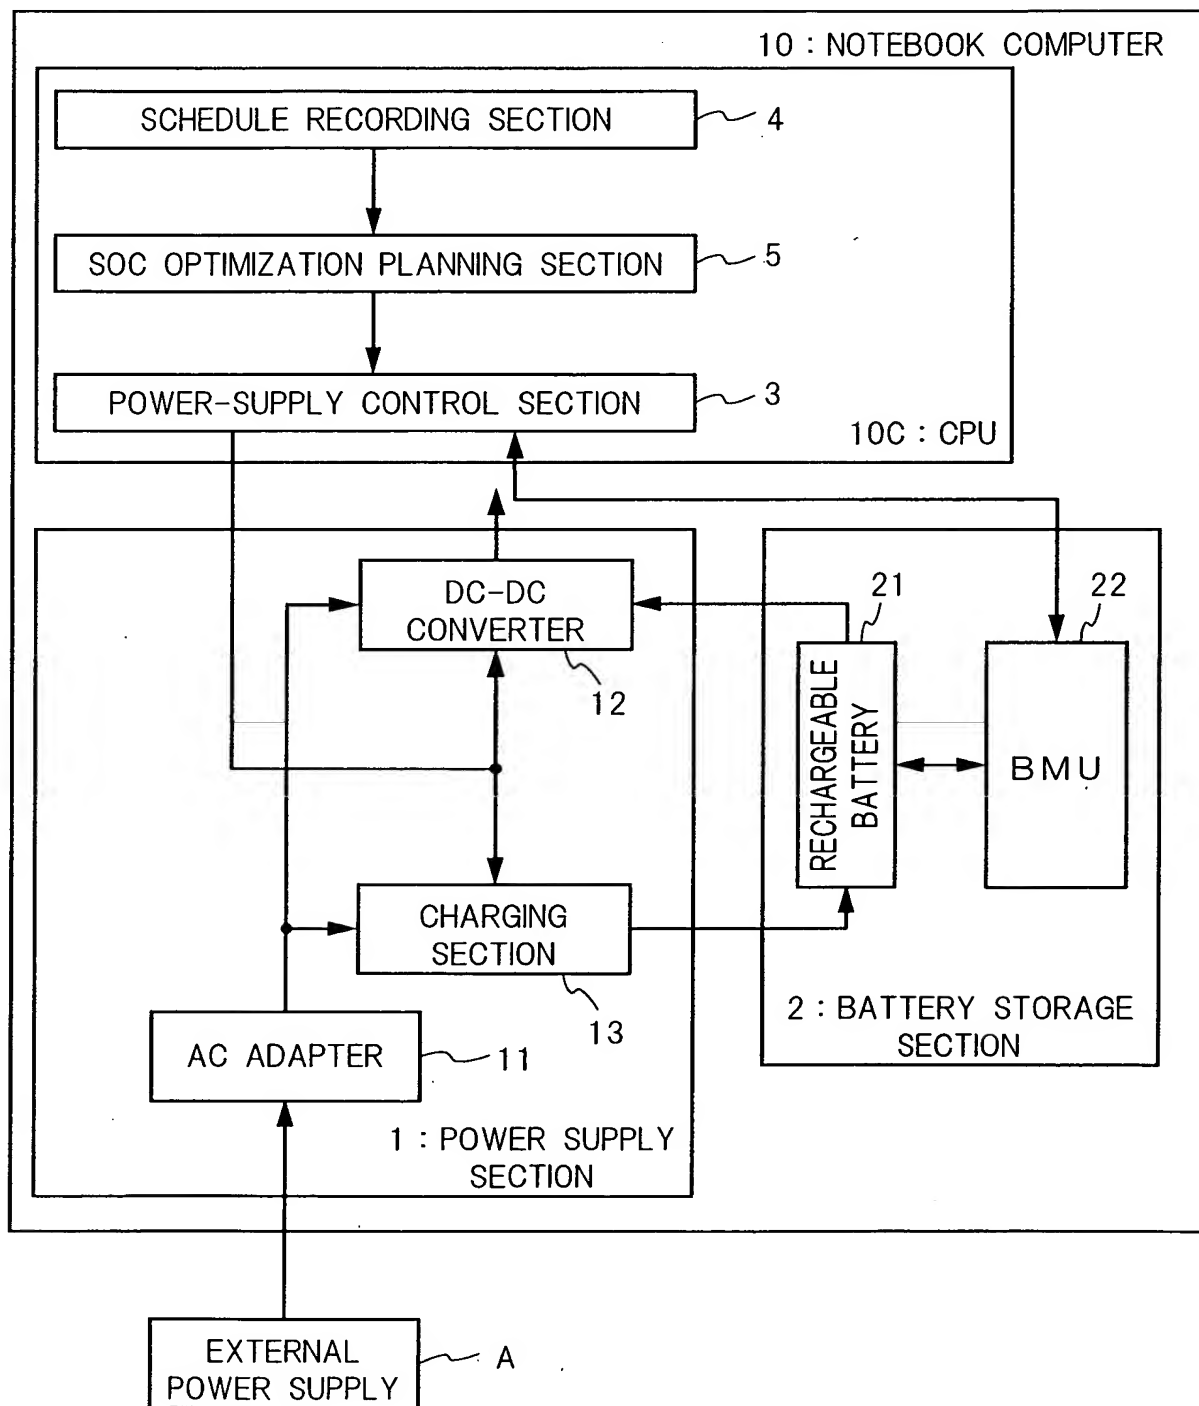 10 : NOTEBOOK COMPUTER
SCHEDULE RECORDING SECTION
4
SOC OPTIMIZATION PLANNING SECTION
5
POWER-SUPPLY CONTROL SECTION
3
10C : CPU
DC-DC
CONVERTER
12
21
22
RECHARGEABLE
BATTERY
BMU
CHARGING
SECTION
13
2 : BATTERY STORAGE
SECTION
AC ADAPTER
11
1 : POWER SUPPLY
SECTION
EXTERNAL
POWER SUPPLY
A